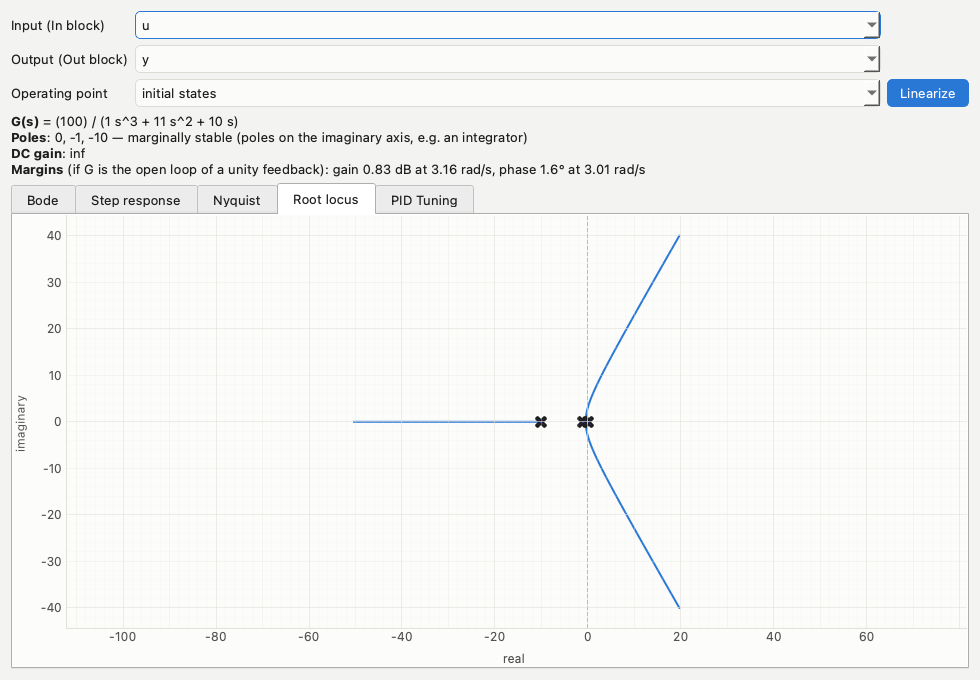 Input (In block) u
Output (Out block) y
Operating point initial states Linearize
G(s) = (100) / (1 s^3 + 11 s^2 + 10 s)
Poles: 0, -1, -10 — marginally stable (poles on the imaginary axis, e.g. an integrator)
DC gain: inf
Margins (if G is the open loop of a unity feedback): gain 0.83 dB at 3.16 rad/s, phase 1.6° at 3.01 rad/s
Bode Step response Nyquist Root locus PID Tuning
40
30
20
10
0
-10
-20
-30
-40
imaginary
-100 -80 -60 -40 -20 0 20 40 60
real